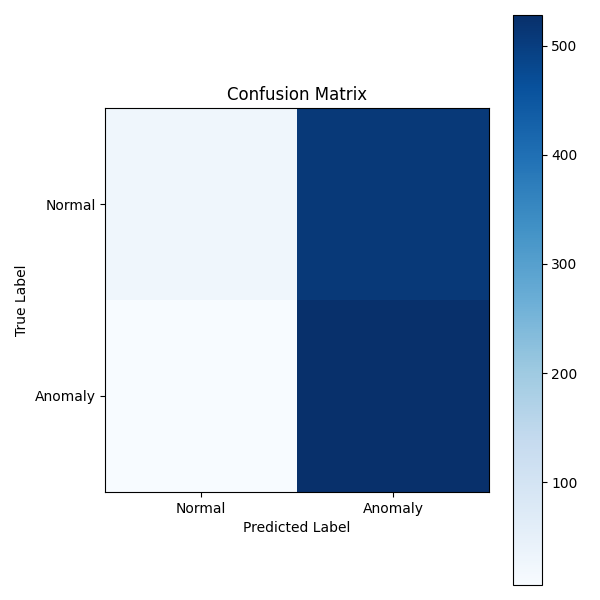 Confusion Matrix
True Label
Normal
Anomaly
Normal Anomaly
Predicted Label
500
400
300
200
100